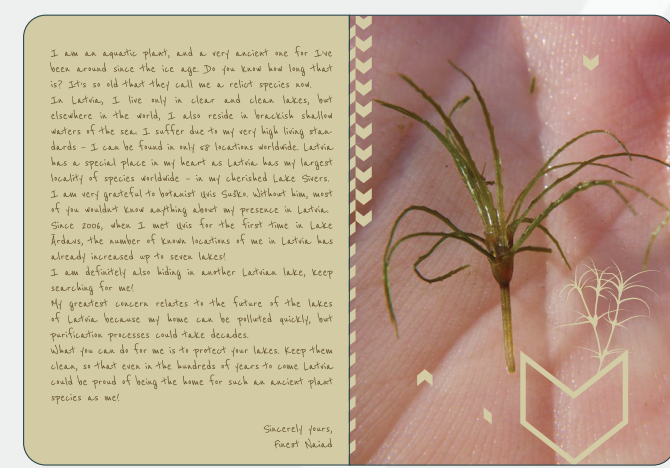 I am an aquatic plant, and a very ancient one for I've
been around since the ice age. Do you know how long that
is? It's so old that they call me a relict species now.
In Latvia, I live only in clear and clean lakes, but
elsewhere in the world, I also reside in brackish shallow
waters of the sea. I suffer due to my very high living stan-
dards - I can be found in only 58 locations worldwide. Latvia
has a special place in my heart as Latvia has my largest
locality of species worldwide - in my cherished Lake Sivers.
I am very grateful to botanist Uvis Suško. Without him, most
of you wouldn't know anything about my presence in Latvia.
Since 2006, when I met Uvis for the first time in Lake
Ārdavs, the number of known locations of me in Latvia has
already increased up to seven lakes!
I am definitely also hiding in another Latvian lake, keep
searching for me!
My greatest concern relates to the future of the lakes
of Latvia because my home can be polluted quickly, but
purification processes could take decades.
What you can do for me is to protect your lakes. Keep them
clean, so that even in the hundreds of years to come Latvia
could be proud of being the home for such an ancient plant
species as me!
Sincerely yours,
Finest Naiad